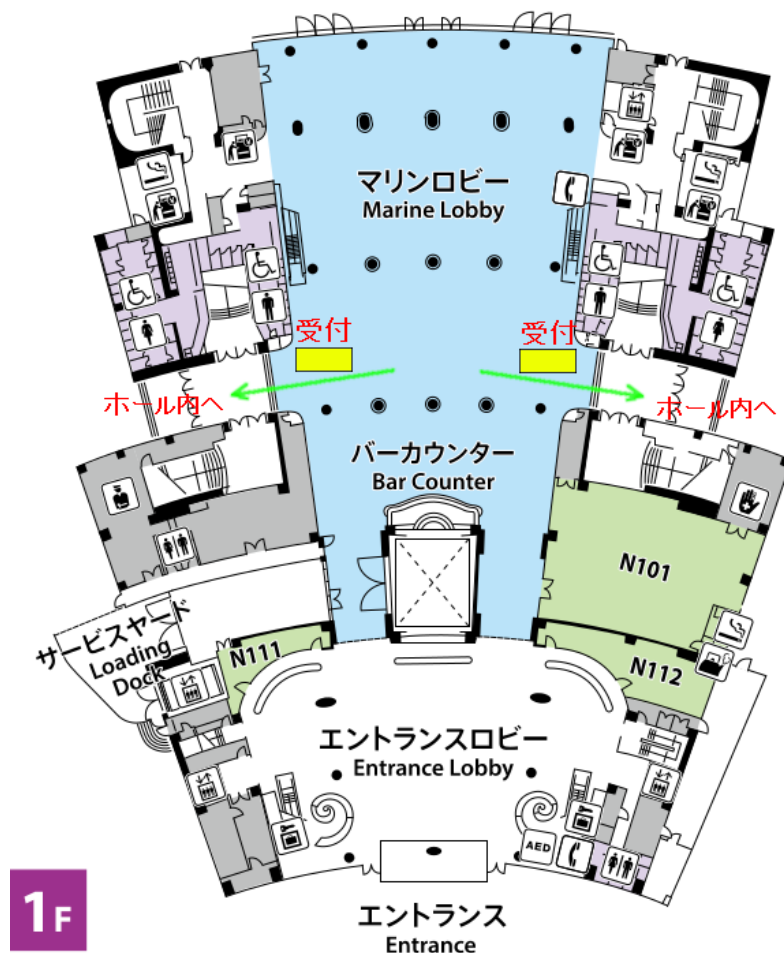 マリンロビー
Marine Lobby
受付
受付
ホール内へ
ホール内へ
バーカウンター
Bar Counter
N101
サービスヤード
Loading
Dock
N111
N112
エントランスロビー
Entrance Lobby
AED
エントランス
Entrance
1F